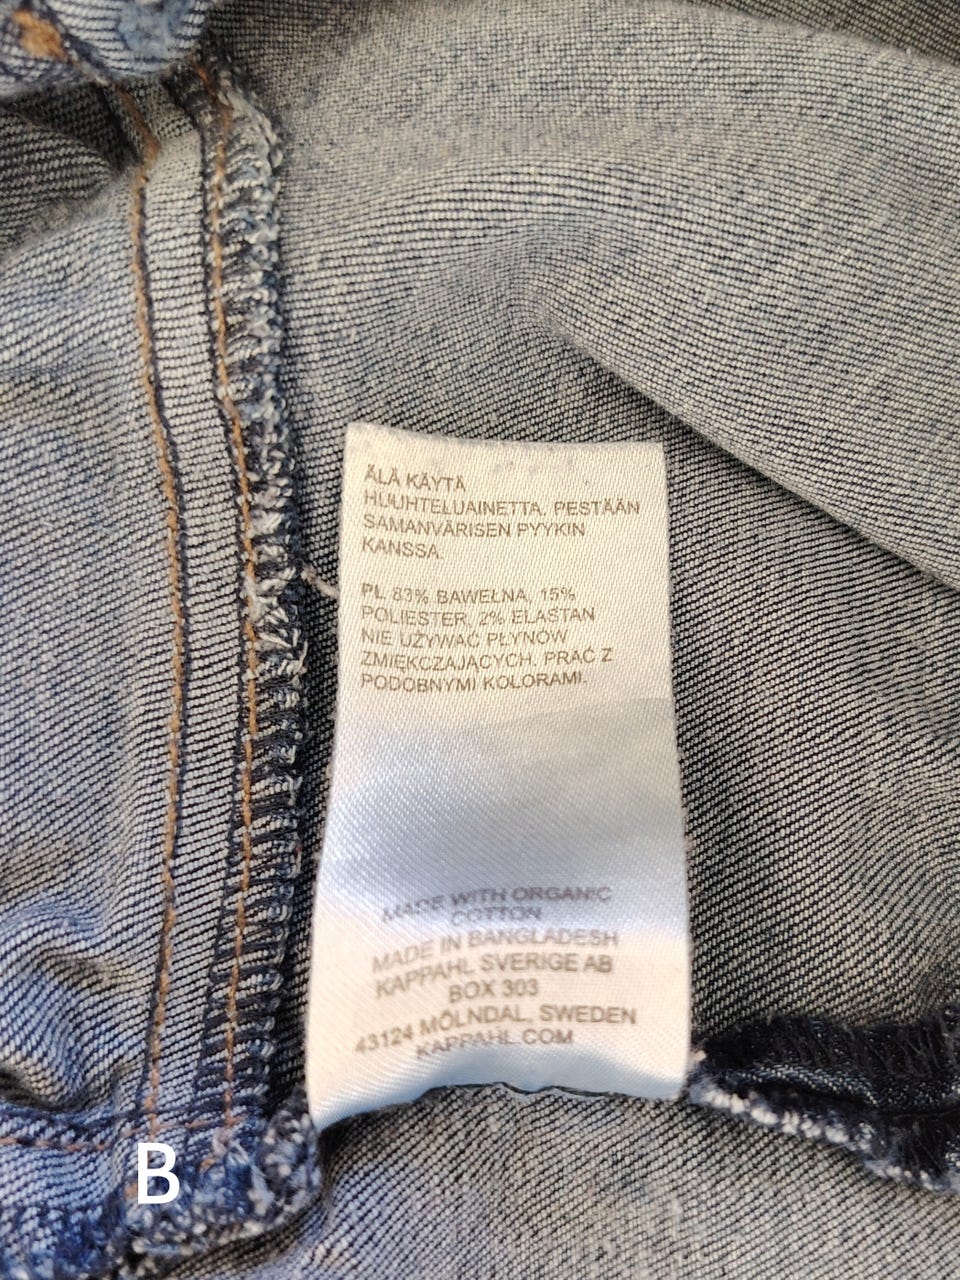 ÄLÄ KÄYTÄ
HUUHTELUAINETTA. PESTÄÄN
SAMANVÄRISEN PYYKIN
KANSSA.
PL 83% BAWEŁNA, 15%
POLIESTER, 2% ELASTAN
NIE UŻYWAĆ PŁYNÓW
ZMIĘKCZAJĄCYCH. PRAĆ Z
PODOBNYMI KOLORAMI.
MADE WITH ORGANIC
COTTON
MADE IN BANGLADESH
KAPPAHL SVERIGE AB
BOX 303
43124 MÖLNDAL, SWEDEN
KAPPAHL.COM
B